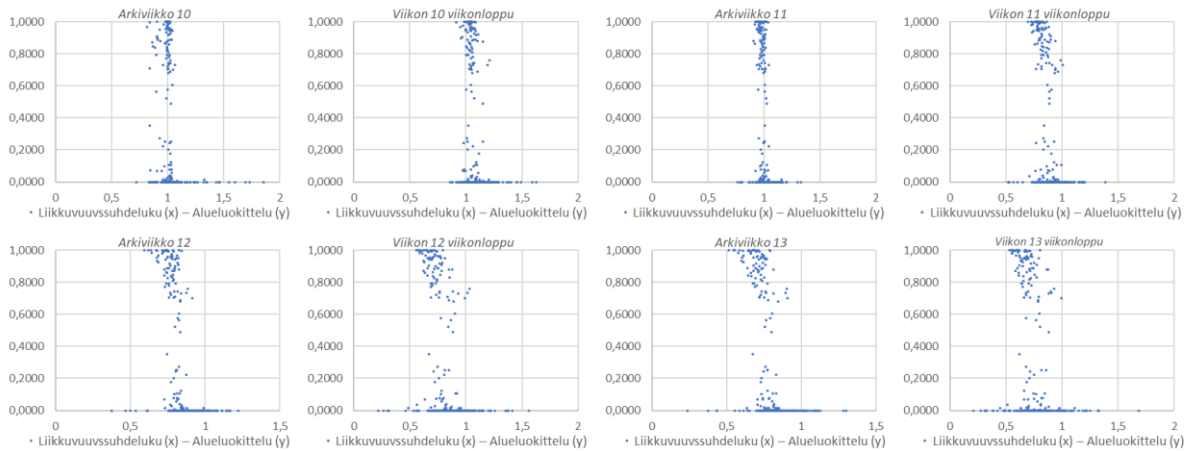 Arkiviikko 10
1,0000
0,8000
0,6000
0,4000
0,2000
0,0000
0 0,5 1 1,5 2
• Liikkuvuuvssuhdeluku (x) – Alueluokittelu (y)
Viikon 10 viikonloppu
1,0000
0,8000
0,6000
0,4000
0,2000
0,0000
0 0,5 1 1,5 2
• Liikkuvuuvssuhdeluku (x) – Alueluokittelu (y)
Arkiviikko 11
1,0000
0,8000
0,6000
0,4000
0,2000
0,0000
0 0,5 1 1,5 2
• Liikkuvuuvssuhdeluku (x) – Alueluokittelu (y)
Viikon 11 viikonloppu
1,0000
0,8000
0,6000
0,4000
0,2000
0,0000
0 0,5 1 1,5 2
• Liikkuvuuvssuhdeluku (x) – Alueluokittelu (y)
Arkiviikko 12
1,0000
0,8000
0,6000
0,4000
0,2000
0,0000
0 0,5 1 1,5
• Liikkuvuuvssuhdeluku (x) – Alueluokittelu (y)
Viikon 12 viikonloppu
1,0000
0,8000
0,6000
0,4000
0,2000
0,0000
0 0,5 1 1,5 2
• Liikkuvuuvssuhdeluku (x) – Alueluokittelu (y)
Arkiviikko 13
1,0000
0,8000
0,6000
0,4000
0,2000
0,0000
0 0,5 1 1,5
• Liikkuvuuvssuhdeluku (x) – Alueluokittelu (y)
Viikon 13 viikonloppu
1,0000
0,8000
0,6000
0,4000
0,2000
0,0000
0 0,5 1 1,5 2
• Liikkuvuuvssuhdeluku (x) – Alueluokittelu (y)